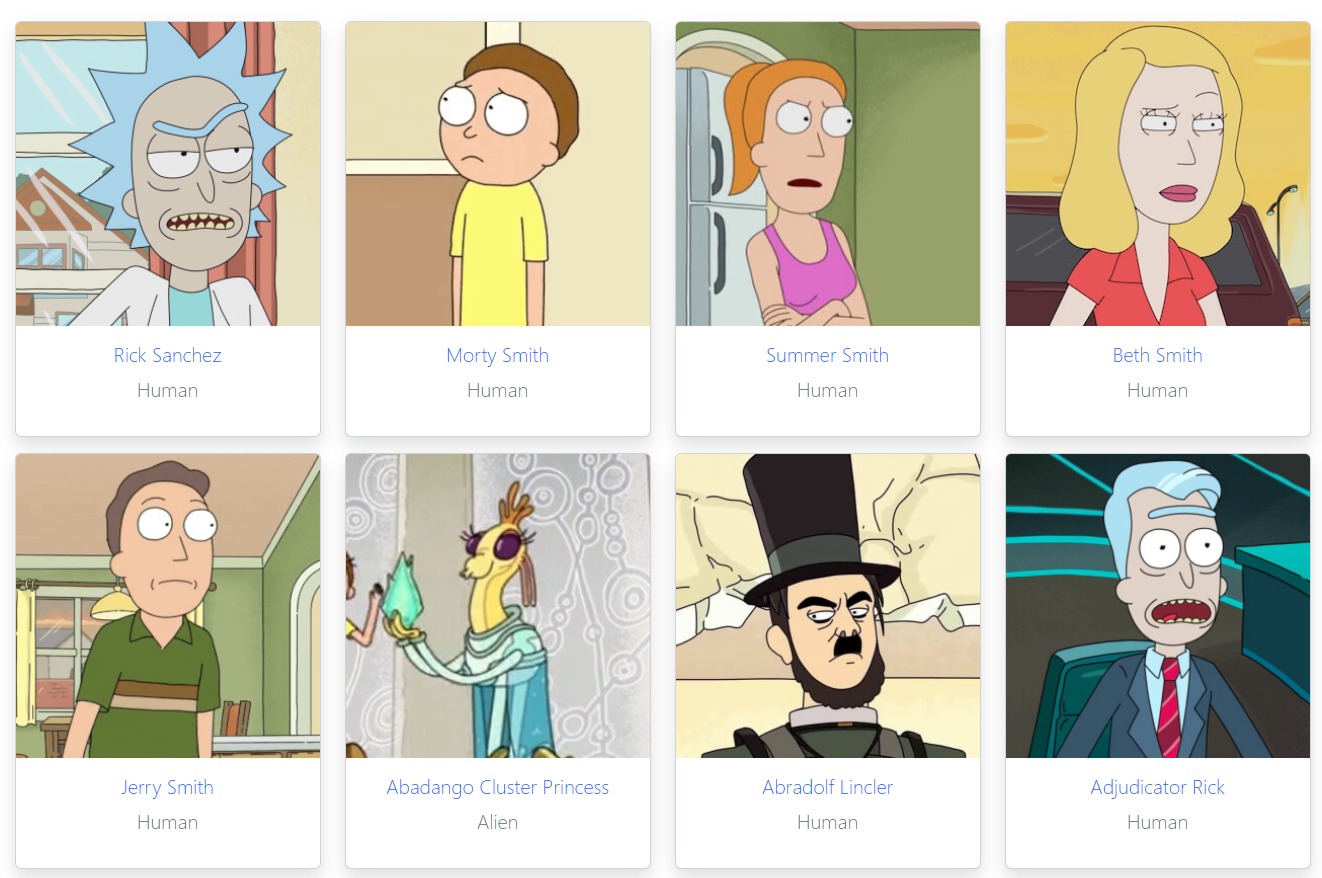 Rick Sanchez
Human
Morty Smith
Human
Summer Smith
Human
Beth Smith
Human
Jerry Smith
Human
Abadango Cluster Princess
Alien
Abradolf Lincler
Human
Adjudicator Rick
Human